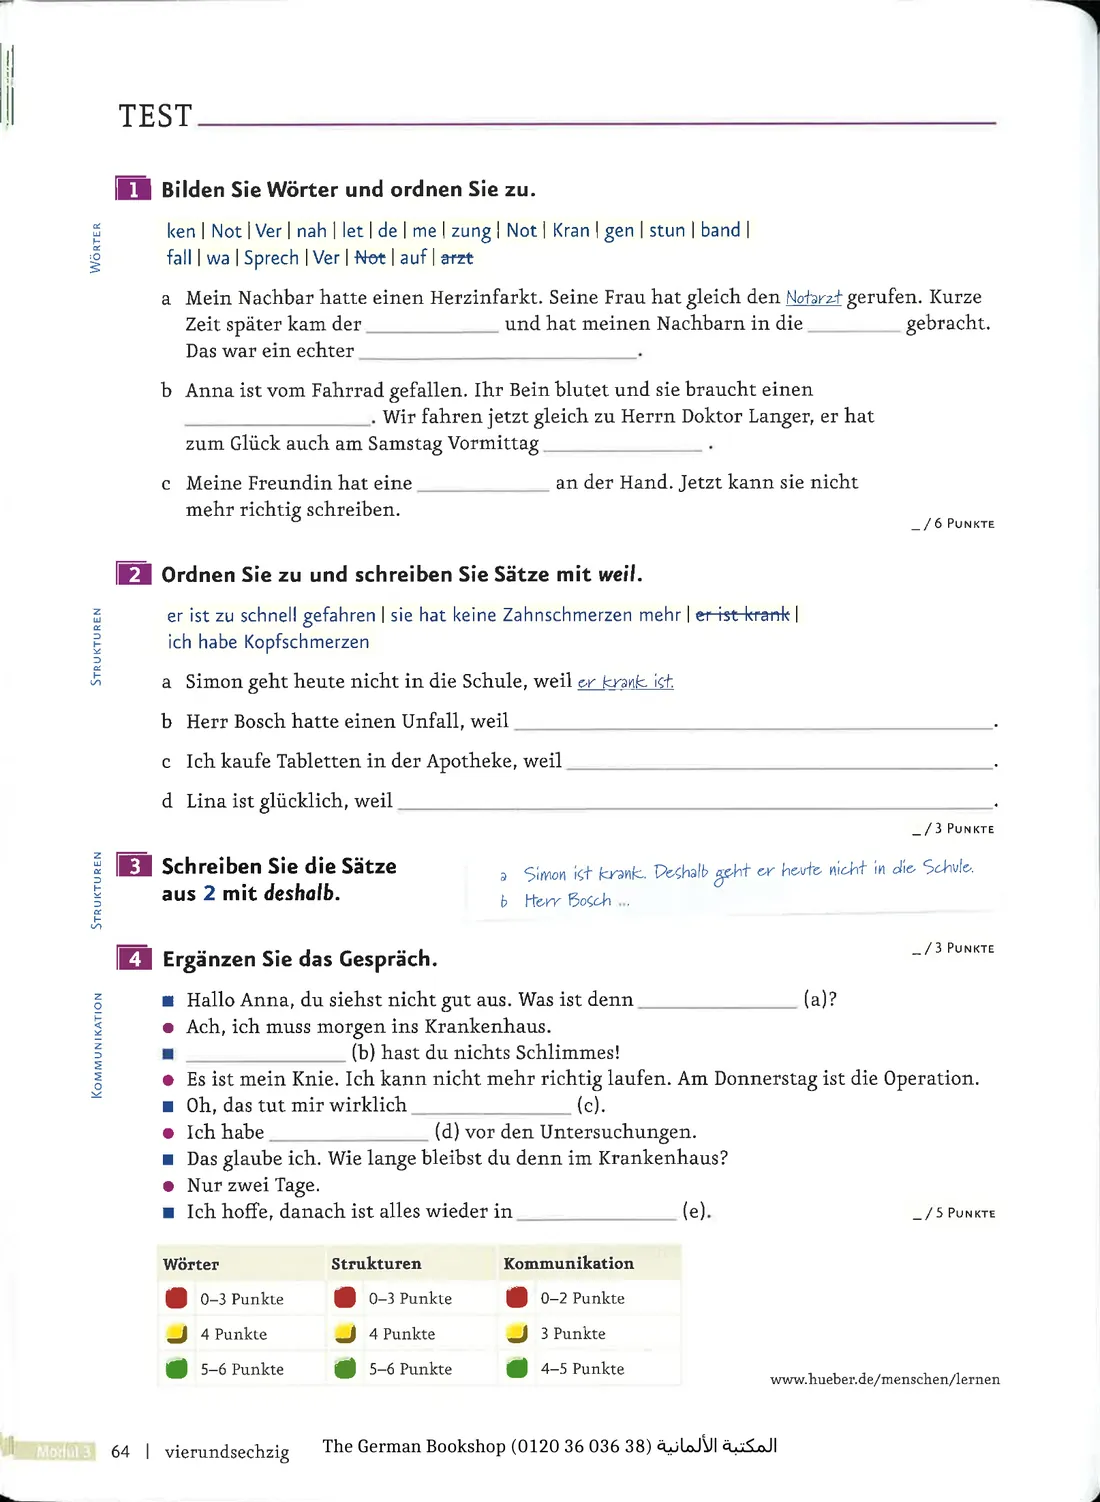 TEST
1 Bilden Sie Wörter und ordnen Sie zu.
WÖRTER
ken | Not | Ver | nah | let | de | me | zung | Not | Kran | gen | stun | band |
fall | wa | Sprech | Ver | Not | auf | arzt
a Mein Nachbar hatte einen Herzinfarkt. Seine Frau hat gleich den Notarzt gerufen. Kurze
Zeit später kam der ____________ und hat meinen Nachbarn in die ____________ gebracht.
Das war ein echter ____________.
b Anna ist vom Fahrrad gefallen. Ihr Bein blutet und sie braucht einen
____________. Wir fahren jetzt gleich zu Herrn Doktor Langer, er hat
zum Glück auch am Samstag Vormittag ____________.
c Meine Freundin hat eine ____________ an der Hand. Jetzt kann sie nicht
mehr richtig schreiben.
_ / 6 PUNKTE
2 Ordnen Sie zu und schreiben Sie Sätze mit weil.
STRUKTUREN
er ist zu schnell gefahren | sie hat keine Zahnschmerzen mehr | er ist krank |
ich habe Kopfschmerzen
a Simon geht heute nicht in die Schule, weil er krank ist.
b Herr Bosch hatte einen Unfall, weil ____________.
c Ich kaufe Tabletten in der Apotheke, weil ____________.
d Lina ist glücklich, weil ____________.
_ / 3 PUNKTE
STRUKTUREN
3 Schreiben Sie die Sätze
aus 2 mit deshalb.
a Simon ist krank. Deshalb geht er heute nicht in die Schule.
b Herr Bosch ...
_ / 3 PUNKTE
4 Ergänzen Sie das Gespräch.
KOMMUNIKATION
■ Hallo Anna, du siehst nicht gut aus. Was ist denn ____________ (a)?
● Ach, ich muss morgen ins Krankenhaus.
■ ____________ (b) hast du nichts Schlimmes!
● Es ist mein Knie. Ich kann nicht mehr richtig laufen. Am Donnerstag ist die Operation.
■ Oh, das tut mir wirklich ____________ (c).
● Ich habe ____________ (d) vor den Untersuchungen.
■ Das glaube ich. Wie lange bleibst du denn im Krankenhaus?
● Nur zwei Tage.
■ Ich hoffe, danach ist alles wieder in ____________ (e).
_ / 5 PUNKTE
Wörter Strukturen Kommunikation
0–3 Punkte 0–3 Punkte 0–2 Punkte
4 Punkte 4 Punkte 3 Punkte
5–6 Punkte 5–6 Punkte 4–5 Punkte
www.hueber.de/menschen/lernen
Modul 3 64 | vierundsechzig The German Bookshop (0120 36 036 38) المكتبة الألمانية